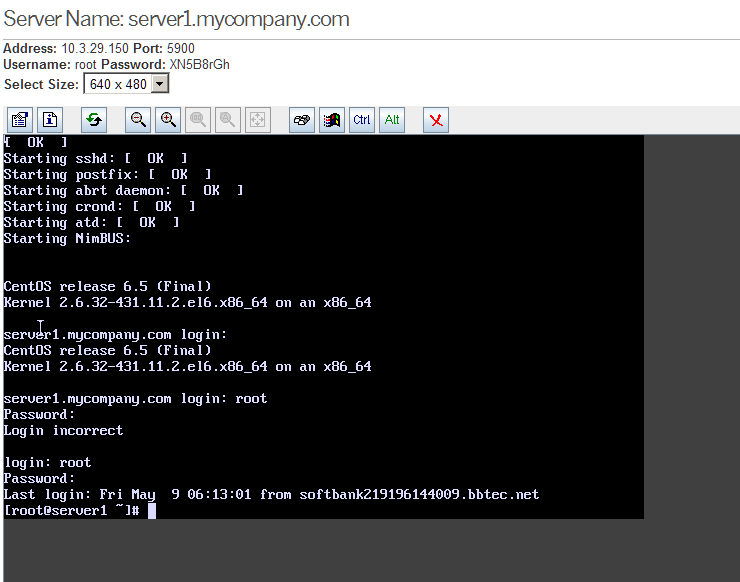 Server Name: server1.mycompany.com
Address: 10.3.29.150 Port: 5900
Username: root Password: XN5B8rGh
Select Size: 640 x 480
Ctrl Alt
[  OK  ]
Starting sshd: [  OK  ]
Starting postfix: [  OK  ]
Starting abrt daemon: [  OK  ]
Starting crond: [  OK  ]
Starting atd: [  OK  ]
Starting NimBUS:
CentOS release 6.5 (Final)
Kernel 2.6.32-431.11.2.el6.x86_64 on an x86_64
server1.mycompany.com login:
CentOS release 6.5 (Final)
Kernel 2.6.32-431.11.2.el6.x86_64 on an x86_64
server1.mycompany.com login: root
Password:
Login incorrect
login: root
Password:
Last login: Fri May  9 06:13:01 from softbank219196144009.bbtec.net
[root@server1 ~]#